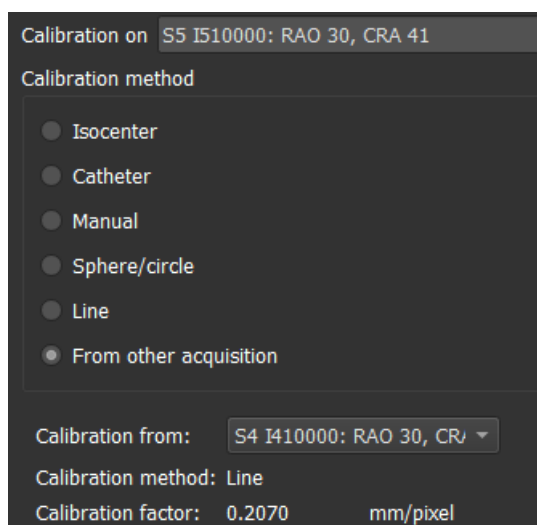 Calibration on S5 I510000: RAO 30, CRA 41
Calibration method
Isocenter
Catheter
Manual
Sphere/circle
Line
From other acquisition
Calibration from: S4 I410000: RAO 30, CR
Calibration method: Line
Calibration factor: 0.2070 mm/pixel